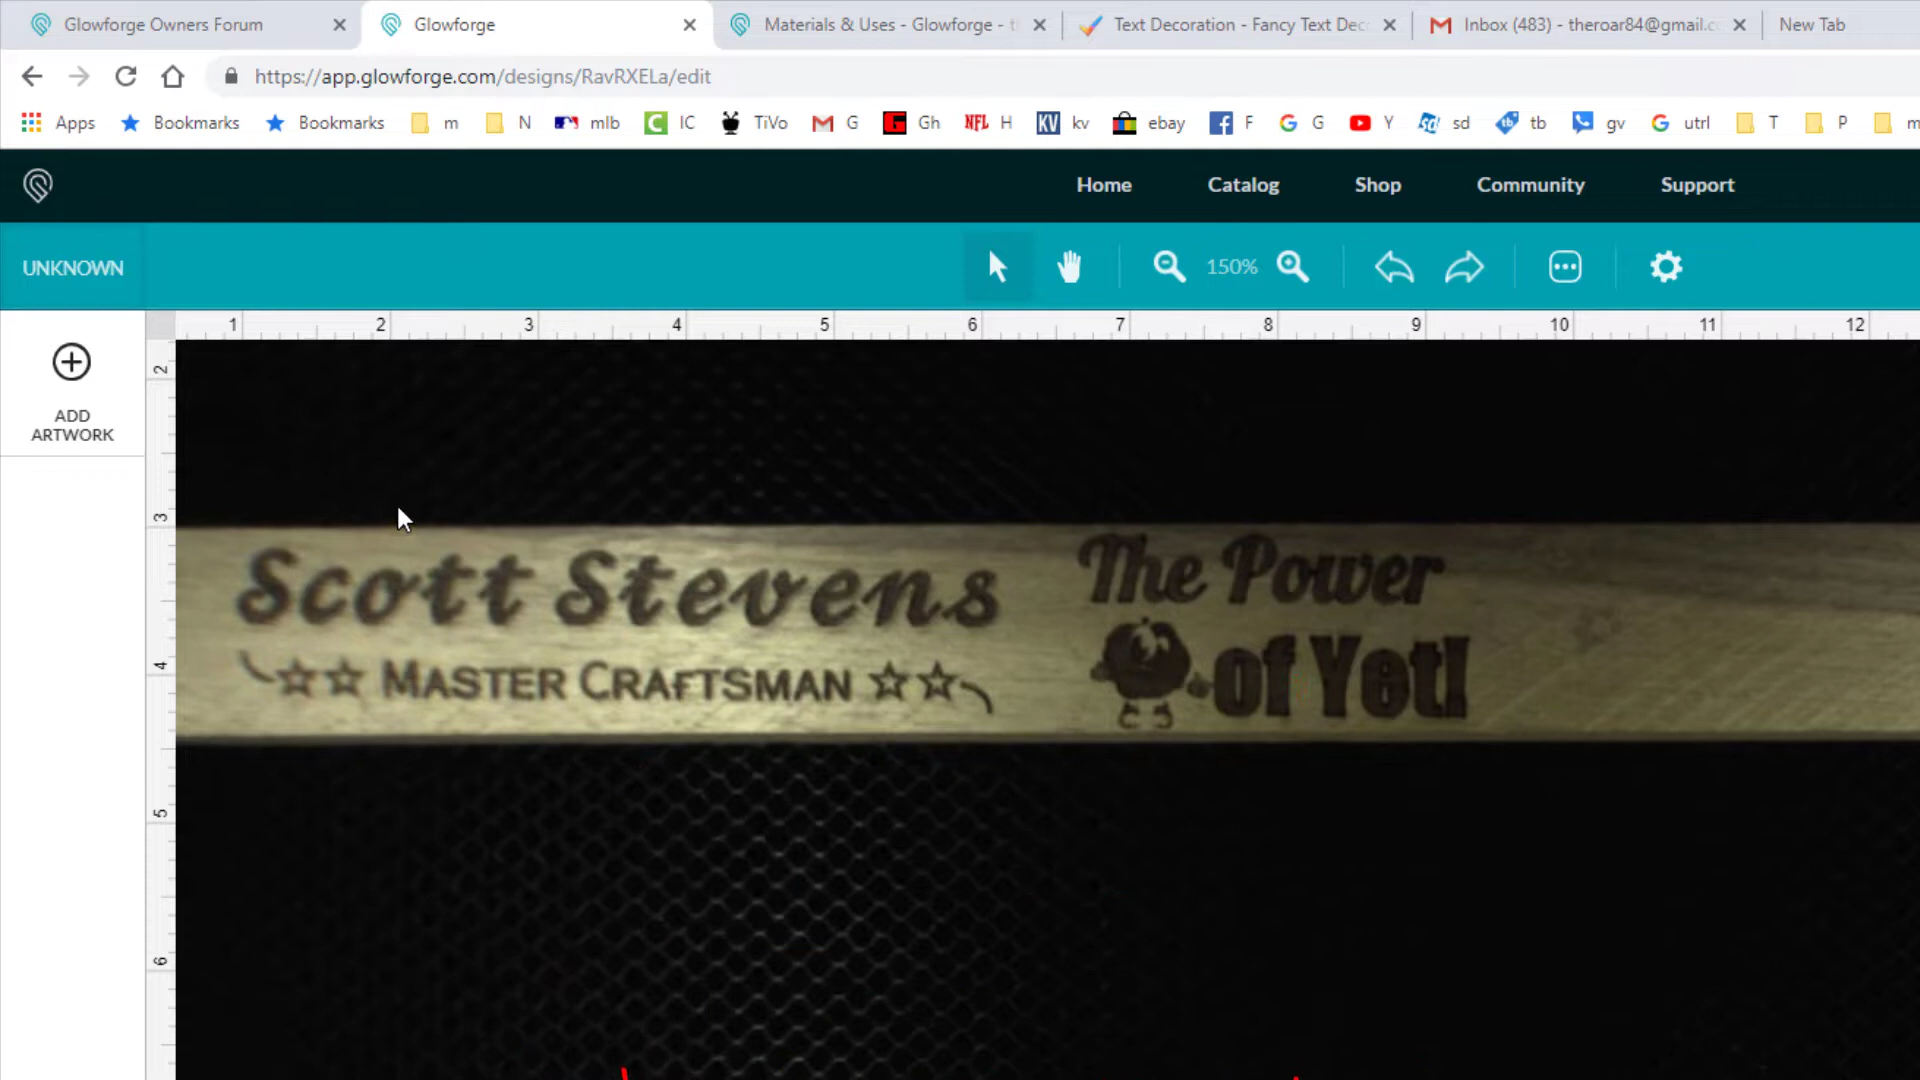 Glowforge Owners Forum
Glowforge
Materials & Uses - Glowforge -
Text Decoration - Fancy Text Dec
Inbox (483) - theroar84@gmail.c
New Tab
https://app.glowforge.com/designs/RavRXELa/edit
Apps
Bookmarks
Bookmarks
m
N
mlb
IC
TiVo
G
Gh
NFL H
KV kv
ebay
F
G
Y
sd
tb
gv
utrl
T
P
m
Home
Catalog
Shop
Community
Support
UNKNOWN
150%
1 2 3 4 5 6 7 8 9 10 11 12
ADD
ARTWORK
2
3
4
5
6
Scott Stevens
☆☆ MASTER CRAFTSMAN ☆☆
The Power
of YetI